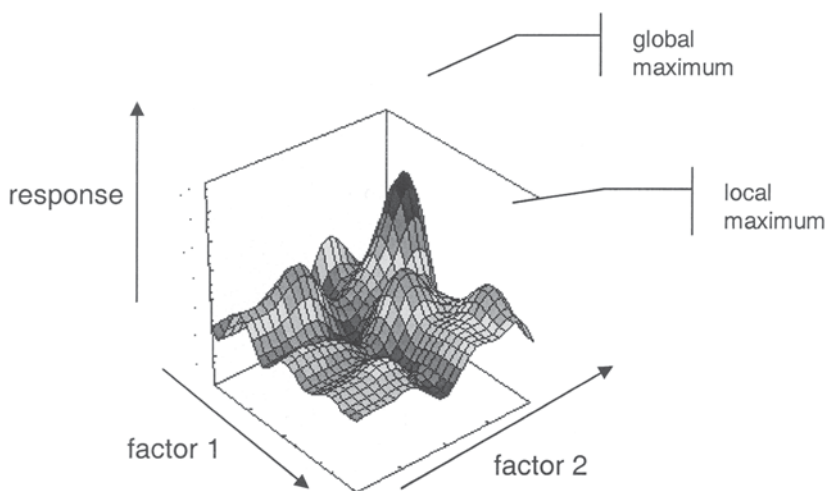 global
maximum
response
local
maximum
factor 1
factor 2